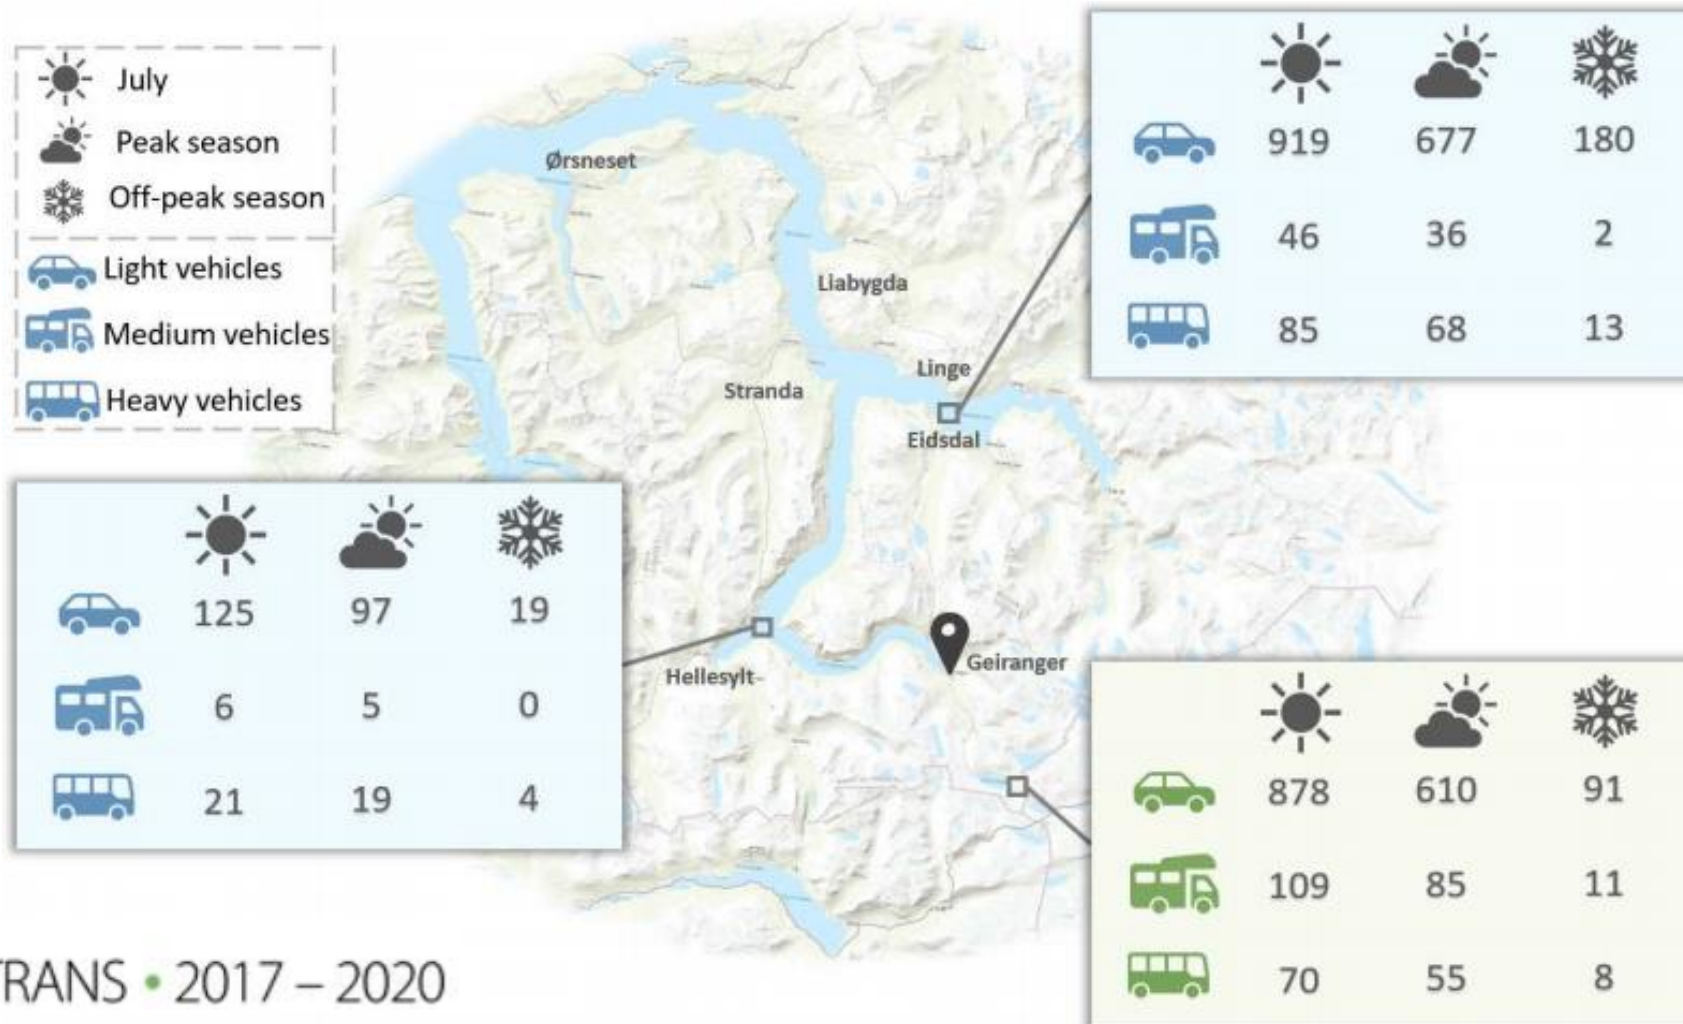 July
Peak season
Off-peak season
Light vehicles
Medium vehicles
Heavy vehicles
919 677 180
46 36 2
85 68 13
Ørsneset
Liabygda
Linge
Stranda
Eidsdal
125 97 19
6 5 0
21 19 4
Hellesylt
Geiranger
878 610 91
109 85 11
70 55 8
TRANS • 2017 – 2020